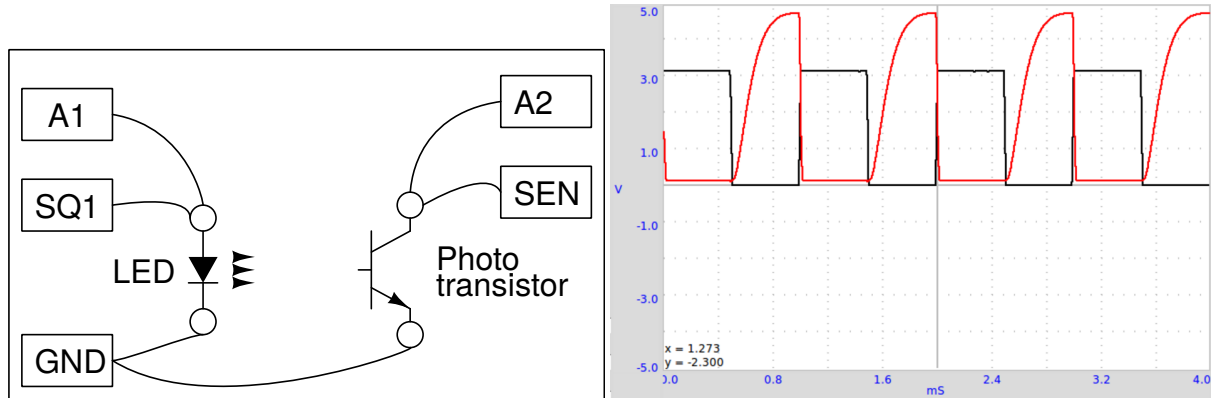 A1
A2
SQ1
SEN
LED
Photo
transistor
GND
5.0
3.0
1.0
V
-1.0
-3.0
-5.0
x = 1.273
y = -2.300
0.0
0.8
1.6
2.4
3.2
4.0
mS